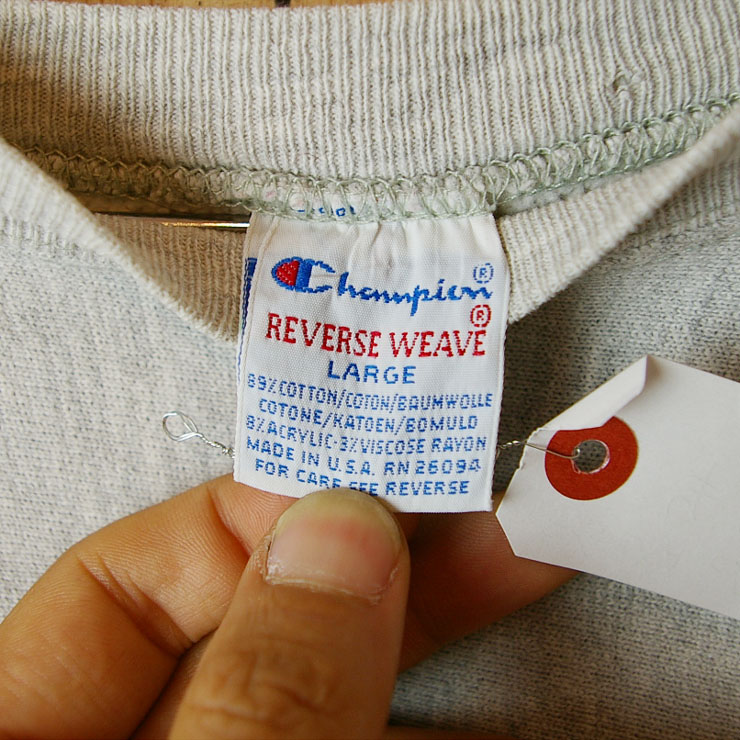 Champion®
REVERSE WEAVE®
LARGE
89% COTTON/COTON/BAUMWOLLE
COTONE/KATOEN/BOMULD
8% ACRYLIC-3% VISCOSE RAYON
MADE IN U.S.A. RN 26094
FOR CARE SEE REVERSE